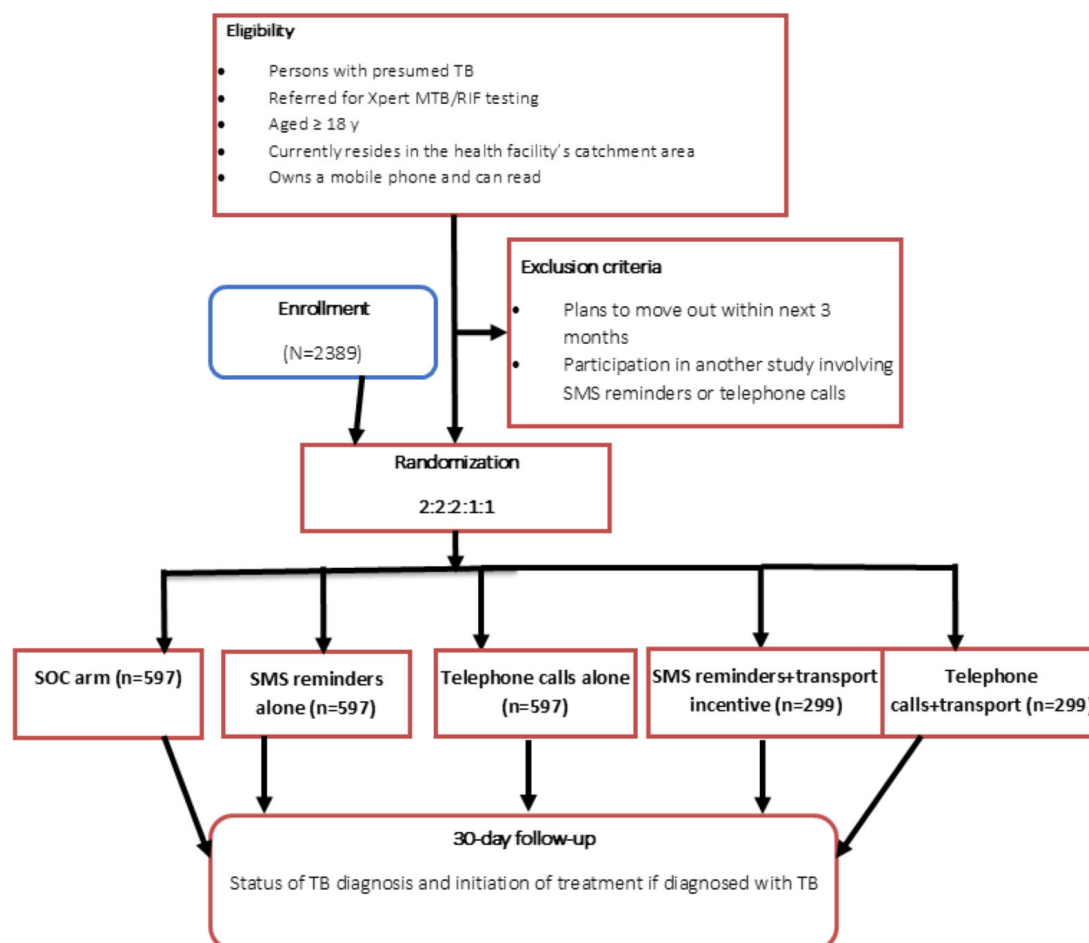 Eligibility
• Persons with presumed TB
• Referred for Xpert MTB/RIF testing
• Aged ≥ 18 y
• Currently resides in the health facility's catchment area
• Owns a mobile phone and can read
Exclusion criteria
• Plans to move out within next 3
months
• Participation in another study involving
SMS reminders or telephone calls
Enrollment
(N=2389)
Randomization
2:2:2:1:1
SOC arm (n=597)
SMS reminders
alone (n=597)
Telephone calls alone
(n=597)
SMS reminders+transport
incentive (n=299)
Telephone
calls+transport (n=299)
30-day follow-up
Status of TB diagnosis and initiation of treatment if diagnosed with TB